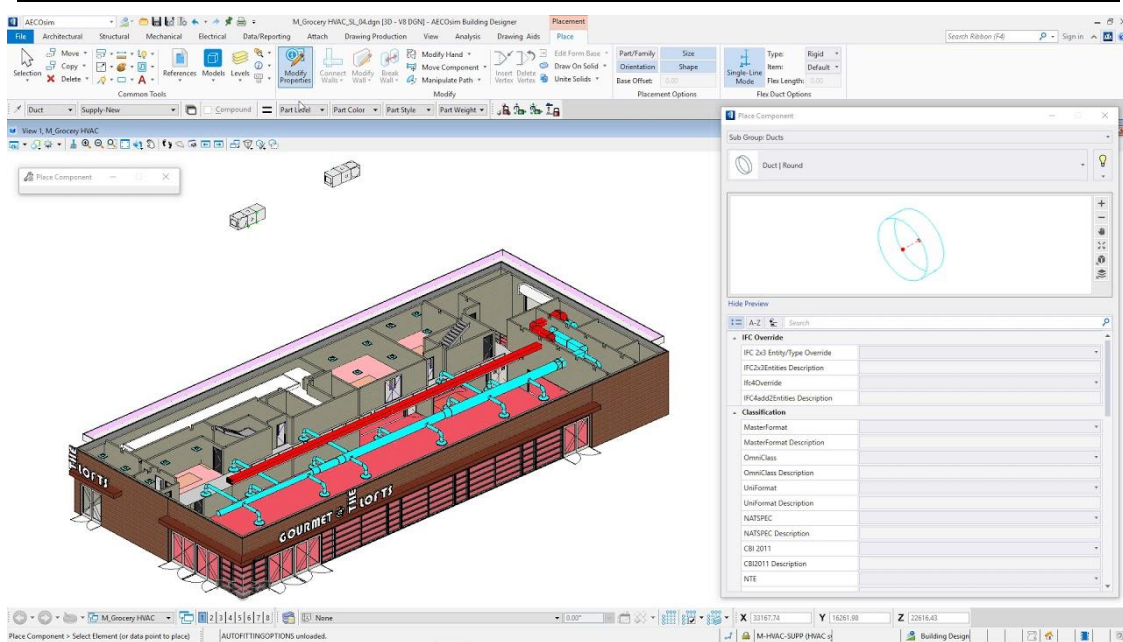 AECOsim
M_Grocery HVAC_SL_04.dgn [3D - V8 DGN] - AECOsim Building Designer
Placement
File Architectural Structural Mechanical Electrical Data/Reporting Attach Drawing Production View Analysis Drawing Aids Place
Search Ribbon (F4)
Sign in
Selection
Move
Copy
Delete
References Models Levels
Modify Properties
Connect Walls
Modify Wall
Break Wall
Modify Hand
Move Component
Manipulate Path
Insert Vertex
Delete Vertex
Edit Form Base
Draw On Solid
Unite Solids
Part/Family Size
Orientation Shape
Base Offset: 0.00
Single-Line Mode
Type: Rigid
Item: Default
Flex Length: 0.00
Common Tools
Modify
Placement Options
Flex Duct Options
Duct Supply-New Compound Part Level Part Color Part Style Part Weight
View 1, M_Grocery HVAC
Place Component
THE
LOFTS
GOURMET
THE
LOFTS
Place Component
Sub Group: Ducts
Duct | Round
Hide Preview
A-Z Search
IFC Override
IFC 2x3 Entity/Type Override
IFC2x3Entities Description
Ifc4Override
IFC4add2Entities Description
Classification
MasterFormat
MasterFormat Description
OmniClass
OmniClass Description
UniFormat
UniFormat Description
NATSPEC
NATSPEC Description
CBI 2011
CBI2011 Description
NTE
M_Grocery HVAC 1 2 3 4 5 6 7 8 None 0.00° X 33167.74 Y 16261.98 Z 22616.43
Place Component > Select Element (or data point to place) AUTOFITTINGOPTIONS unloaded. M-HVAC-SUPP (HVAC s Building Design